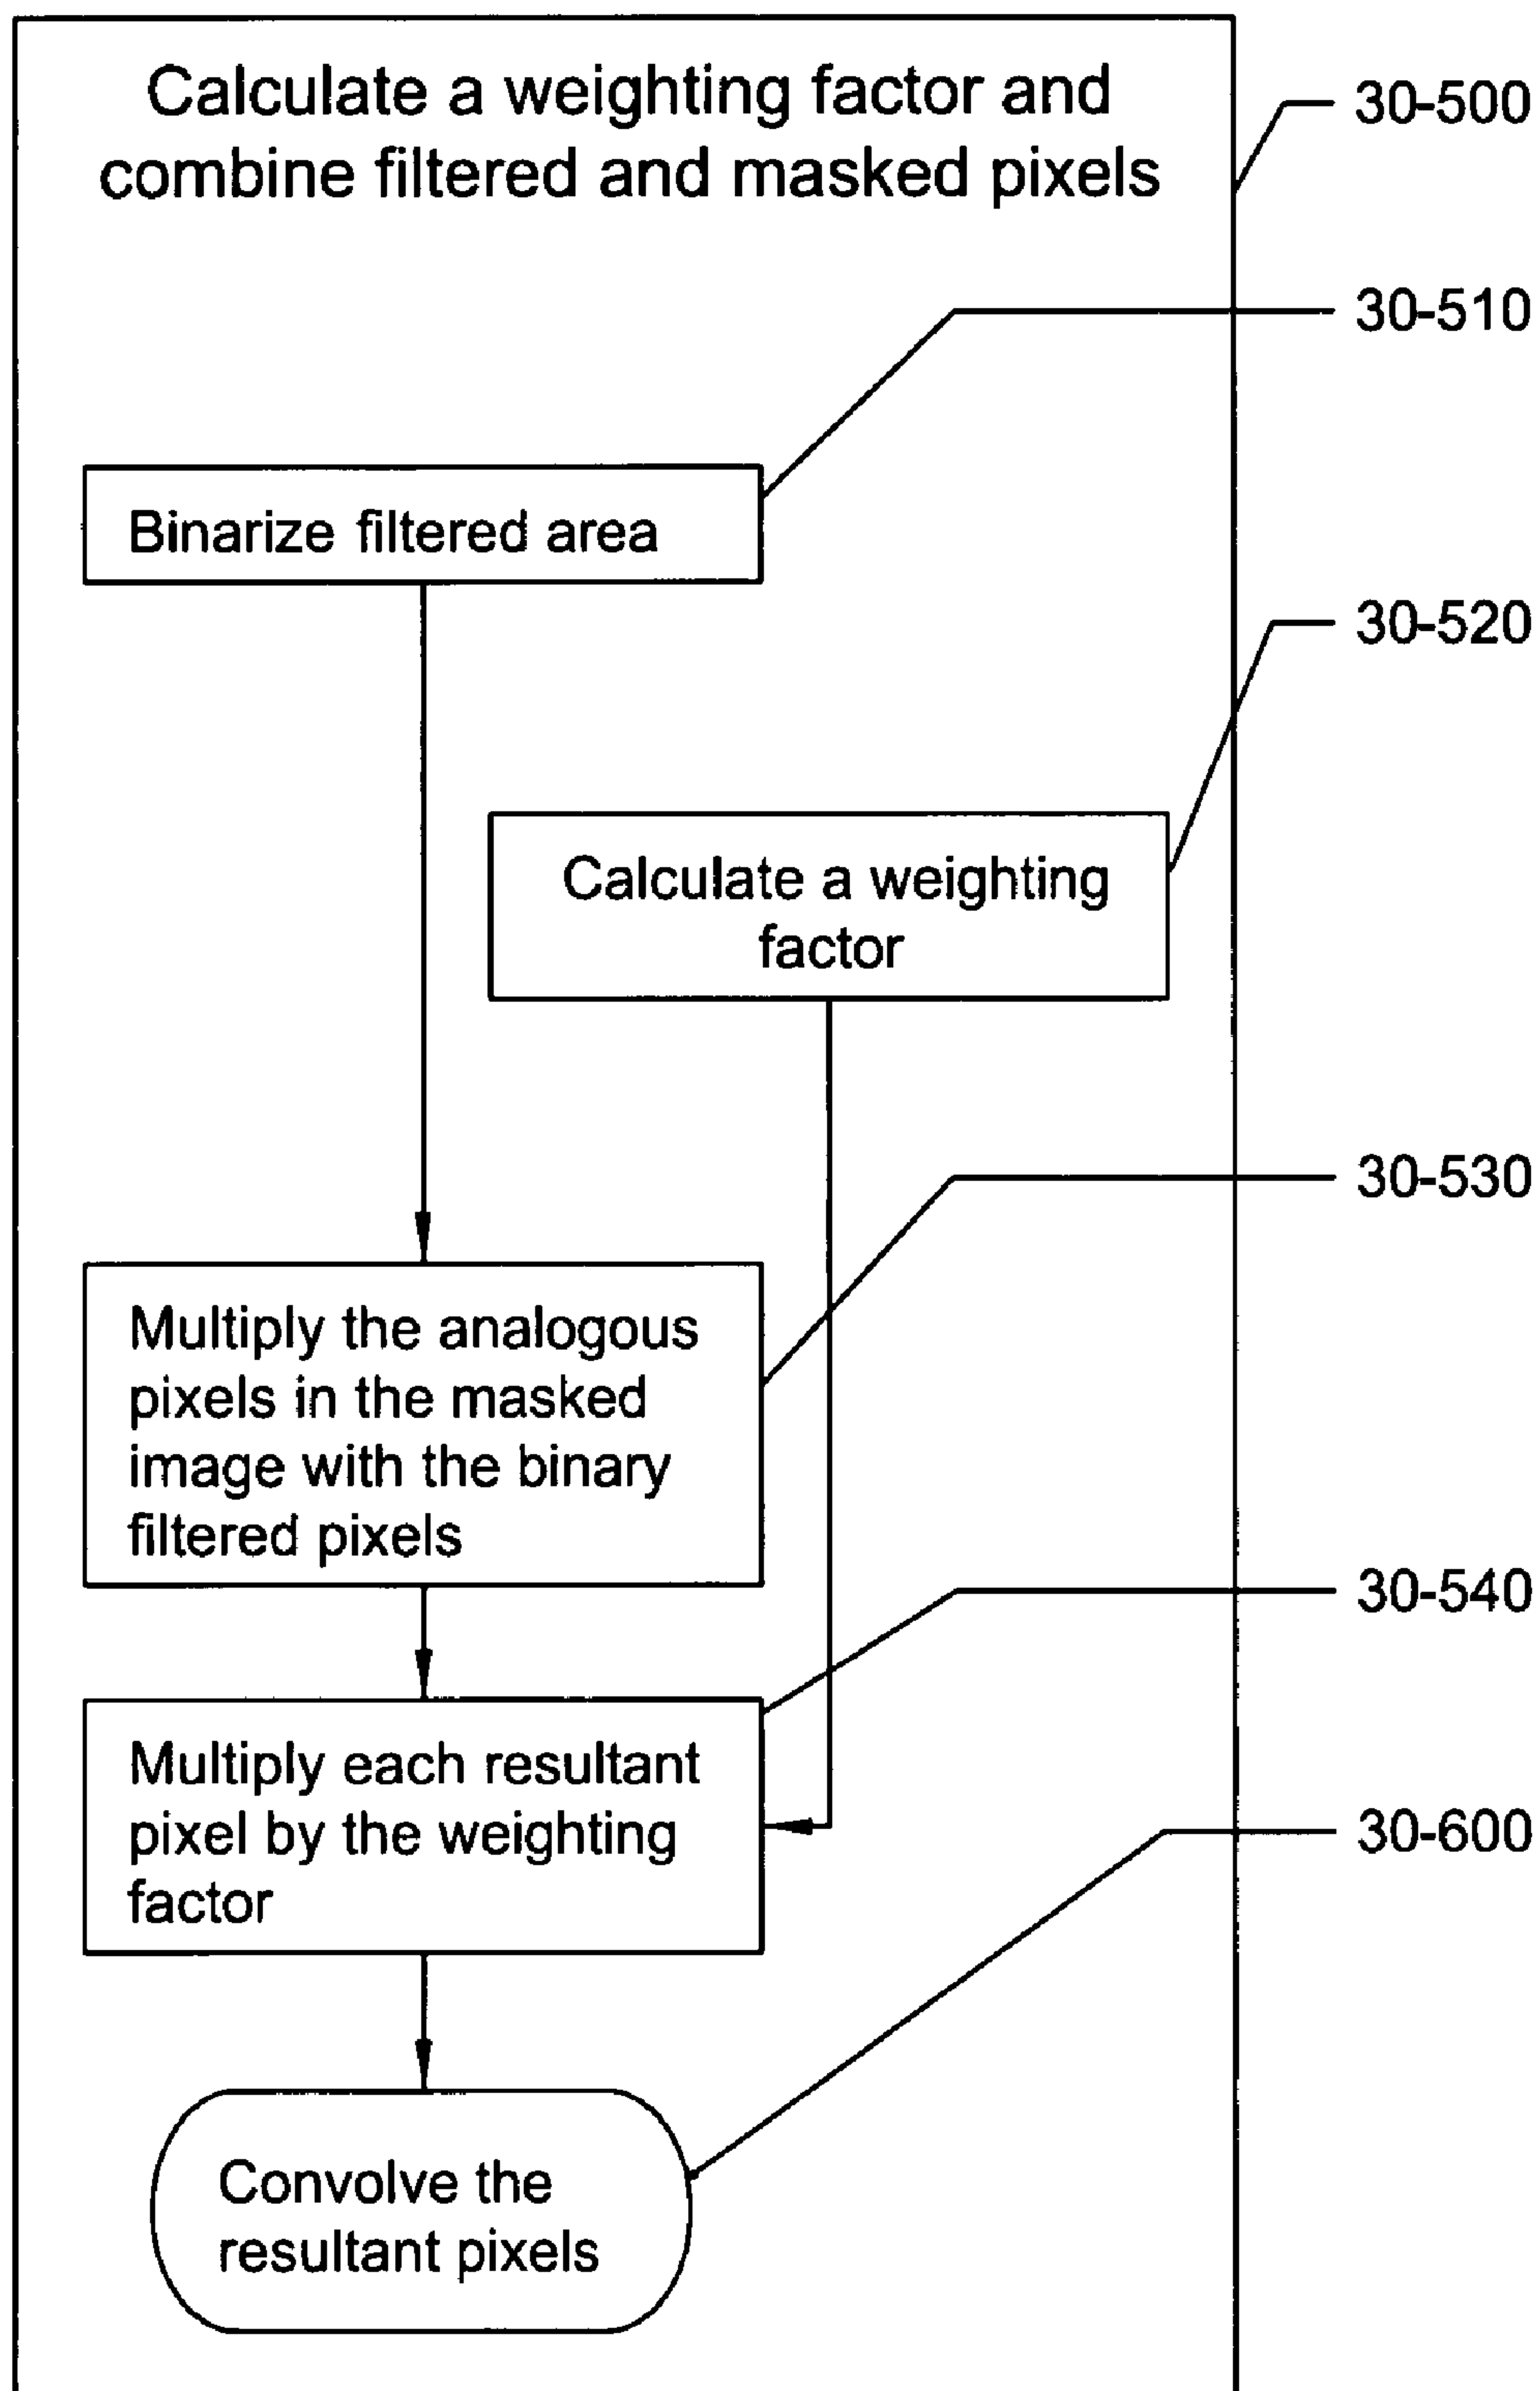 Calculate a weighting factor and
combine filtered and masked pixels
30-500
30-510
Binarize filtered area
30-520
Calculate a weighting
factor
30-530
Multiply the analogous
pixels in the masked
image with the binary
filtered pixels
30-540
Multiply each resultant
pixel by the weighting
factor
30-600
Convolve the
resultant pixels